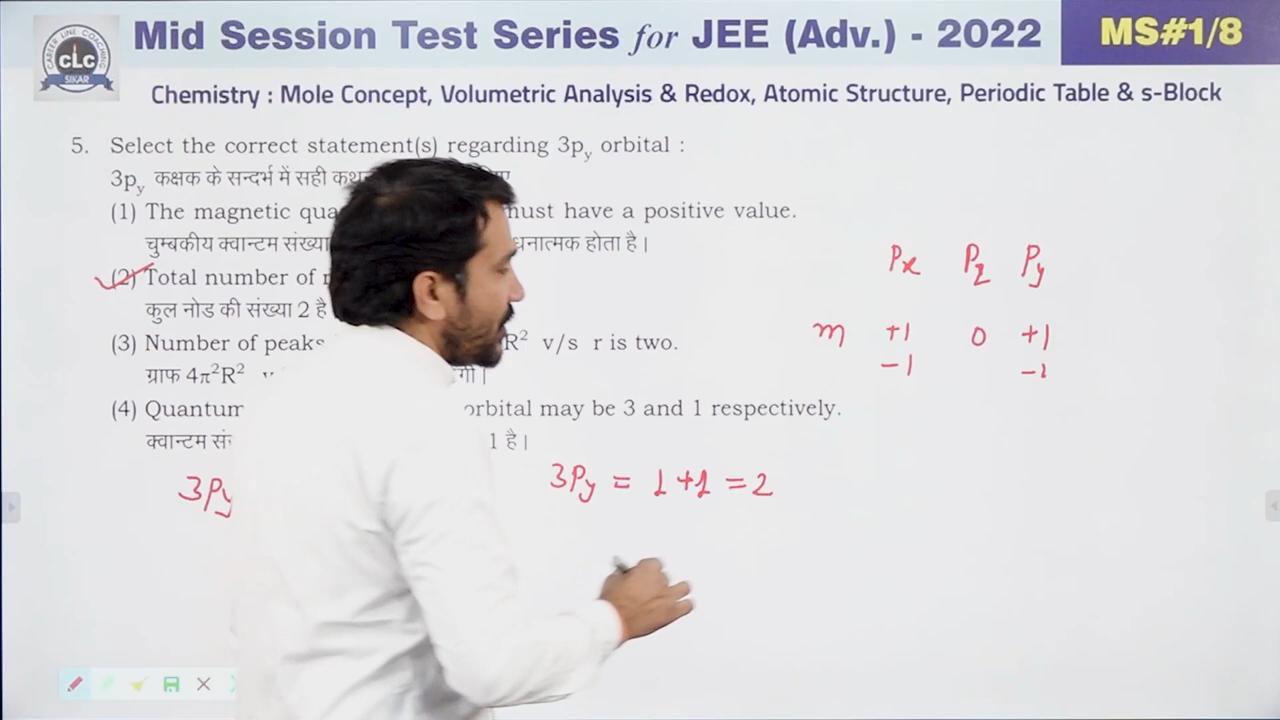 CAREER LINE COACHING
CLC
SIKAR
Mid Session Test Series for JEE (Adv.) - 2022
MS#1/8
Chemistry : Mole Concept, Volumetric Analysis & Redox, Atomic Structure, Periodic Table & s-Block
5. Select the correct statement(s) regarding 3py orbital :
3py कक्षक के सन्दर्भ में सही
(1) The magnetic must have a positive value.
चुम्बकीय क्वान्टम संख्या धनात्मक होता है।
(2) Total number of
कुल नोड की संख्या 2 है
(3) Number of peaks R² v/s r is two.
ग्राफ 4π²R²
(4) Quantum orbital may be 3 and 1 respectively.
क्वान्टम 1 है।
Px Pz Py
m +1 0 +1
-1 -1
3Py
3Py = 1+1 = 2